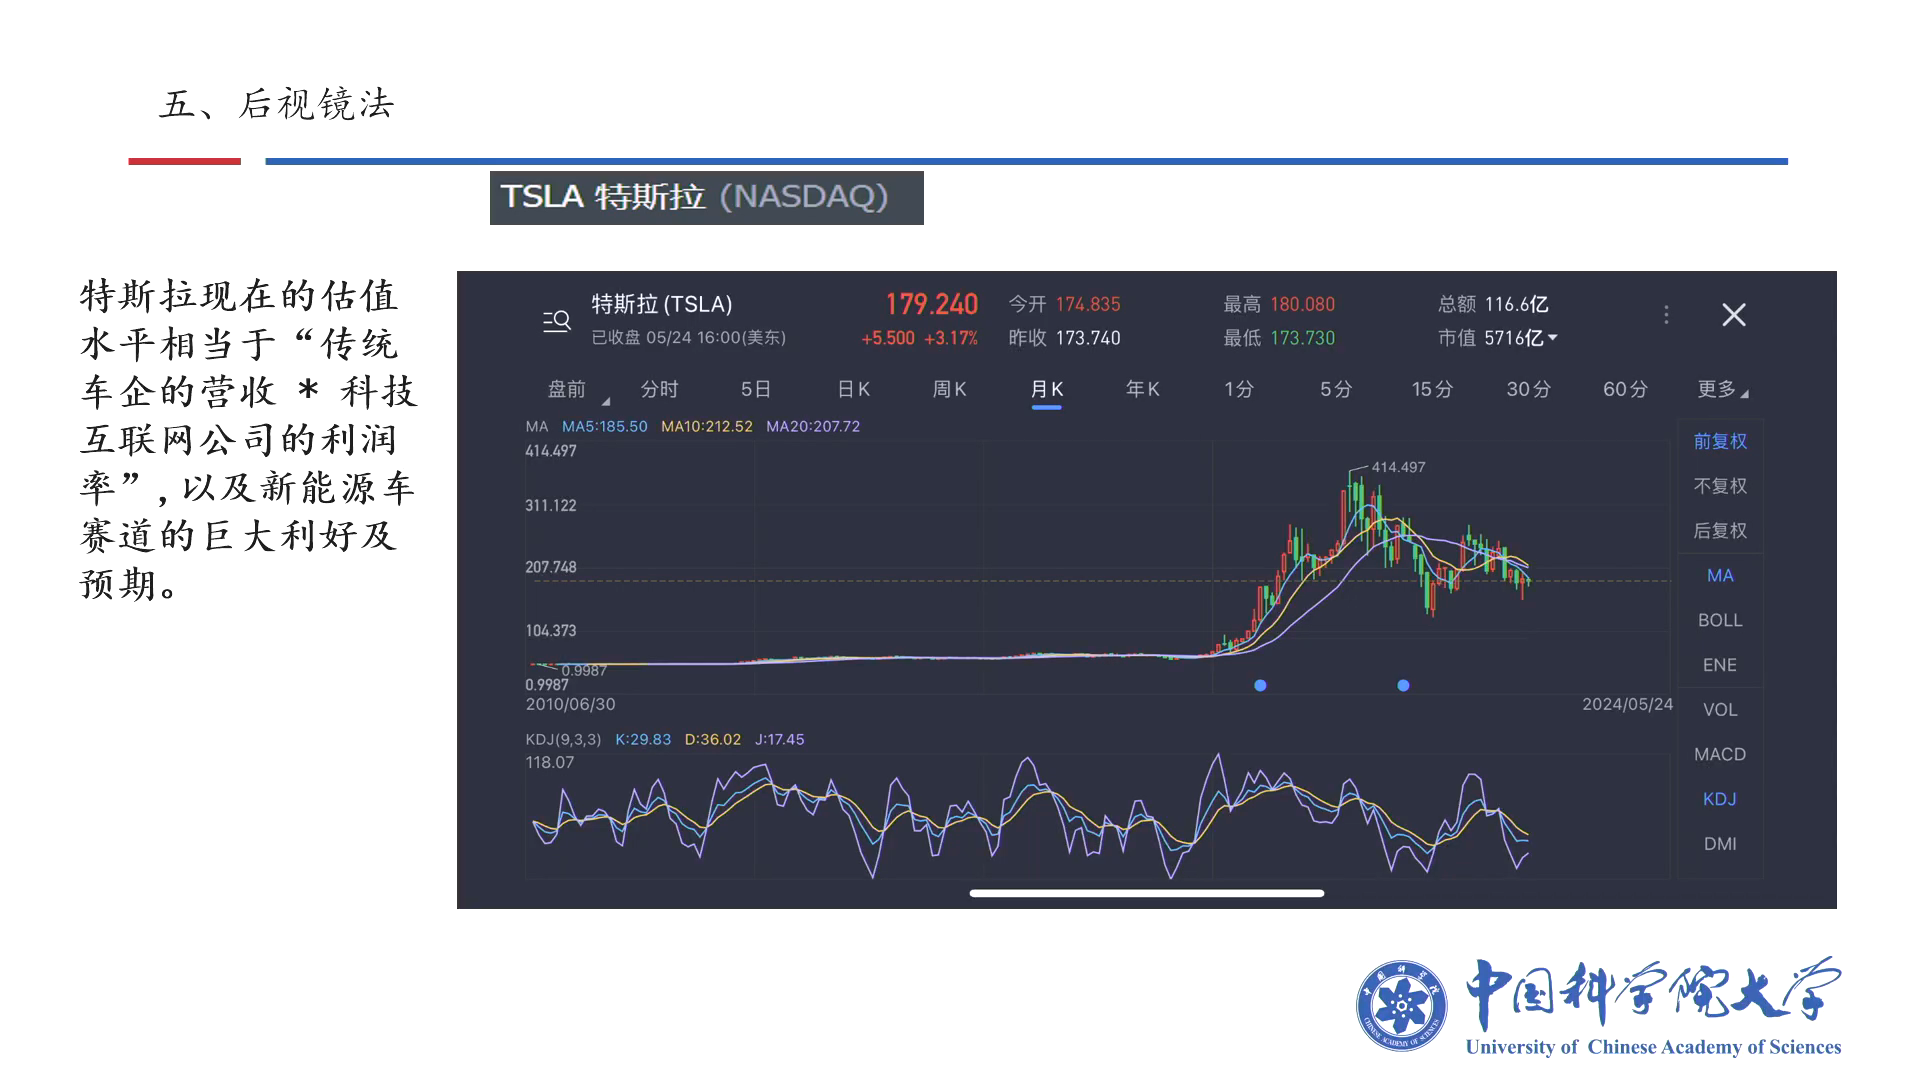 五、后视镜法
TSLA 特斯拉 (NASDAQ)
特斯拉现在的估值
水平相当于“传统
车企的营收 * 科技
互联网公司的利润
率”,以及新能源车
赛道的巨大利好及
预期。
特斯拉 (TSLA) 179.240 今开 174.835 最高 180.080 总额 116.6亿
已收盘 05/24 16:00(美东) +5.500 +3.17% 昨收 173.740 最低 173.730 市值 5716亿
盘前 分时 5日 日K 周K 月K 年K 1分 5分 15分 30分 60分 更多
MA MA5:185.50 MA10:212.52 MA20:207.72
414.497
311.122
207.748
104.373
0.9987
414.497
0.9987
2010/06/30 2024/05/24
KDJ(9,3,3) K:29.83 D:36.02 J:17.45
118.07
前复权
不复权
后复权
MA
BOLL
ENE
VOL
MACD
KDJ
DMI
中国科学院大学
University of Chinese Academy of Sciences